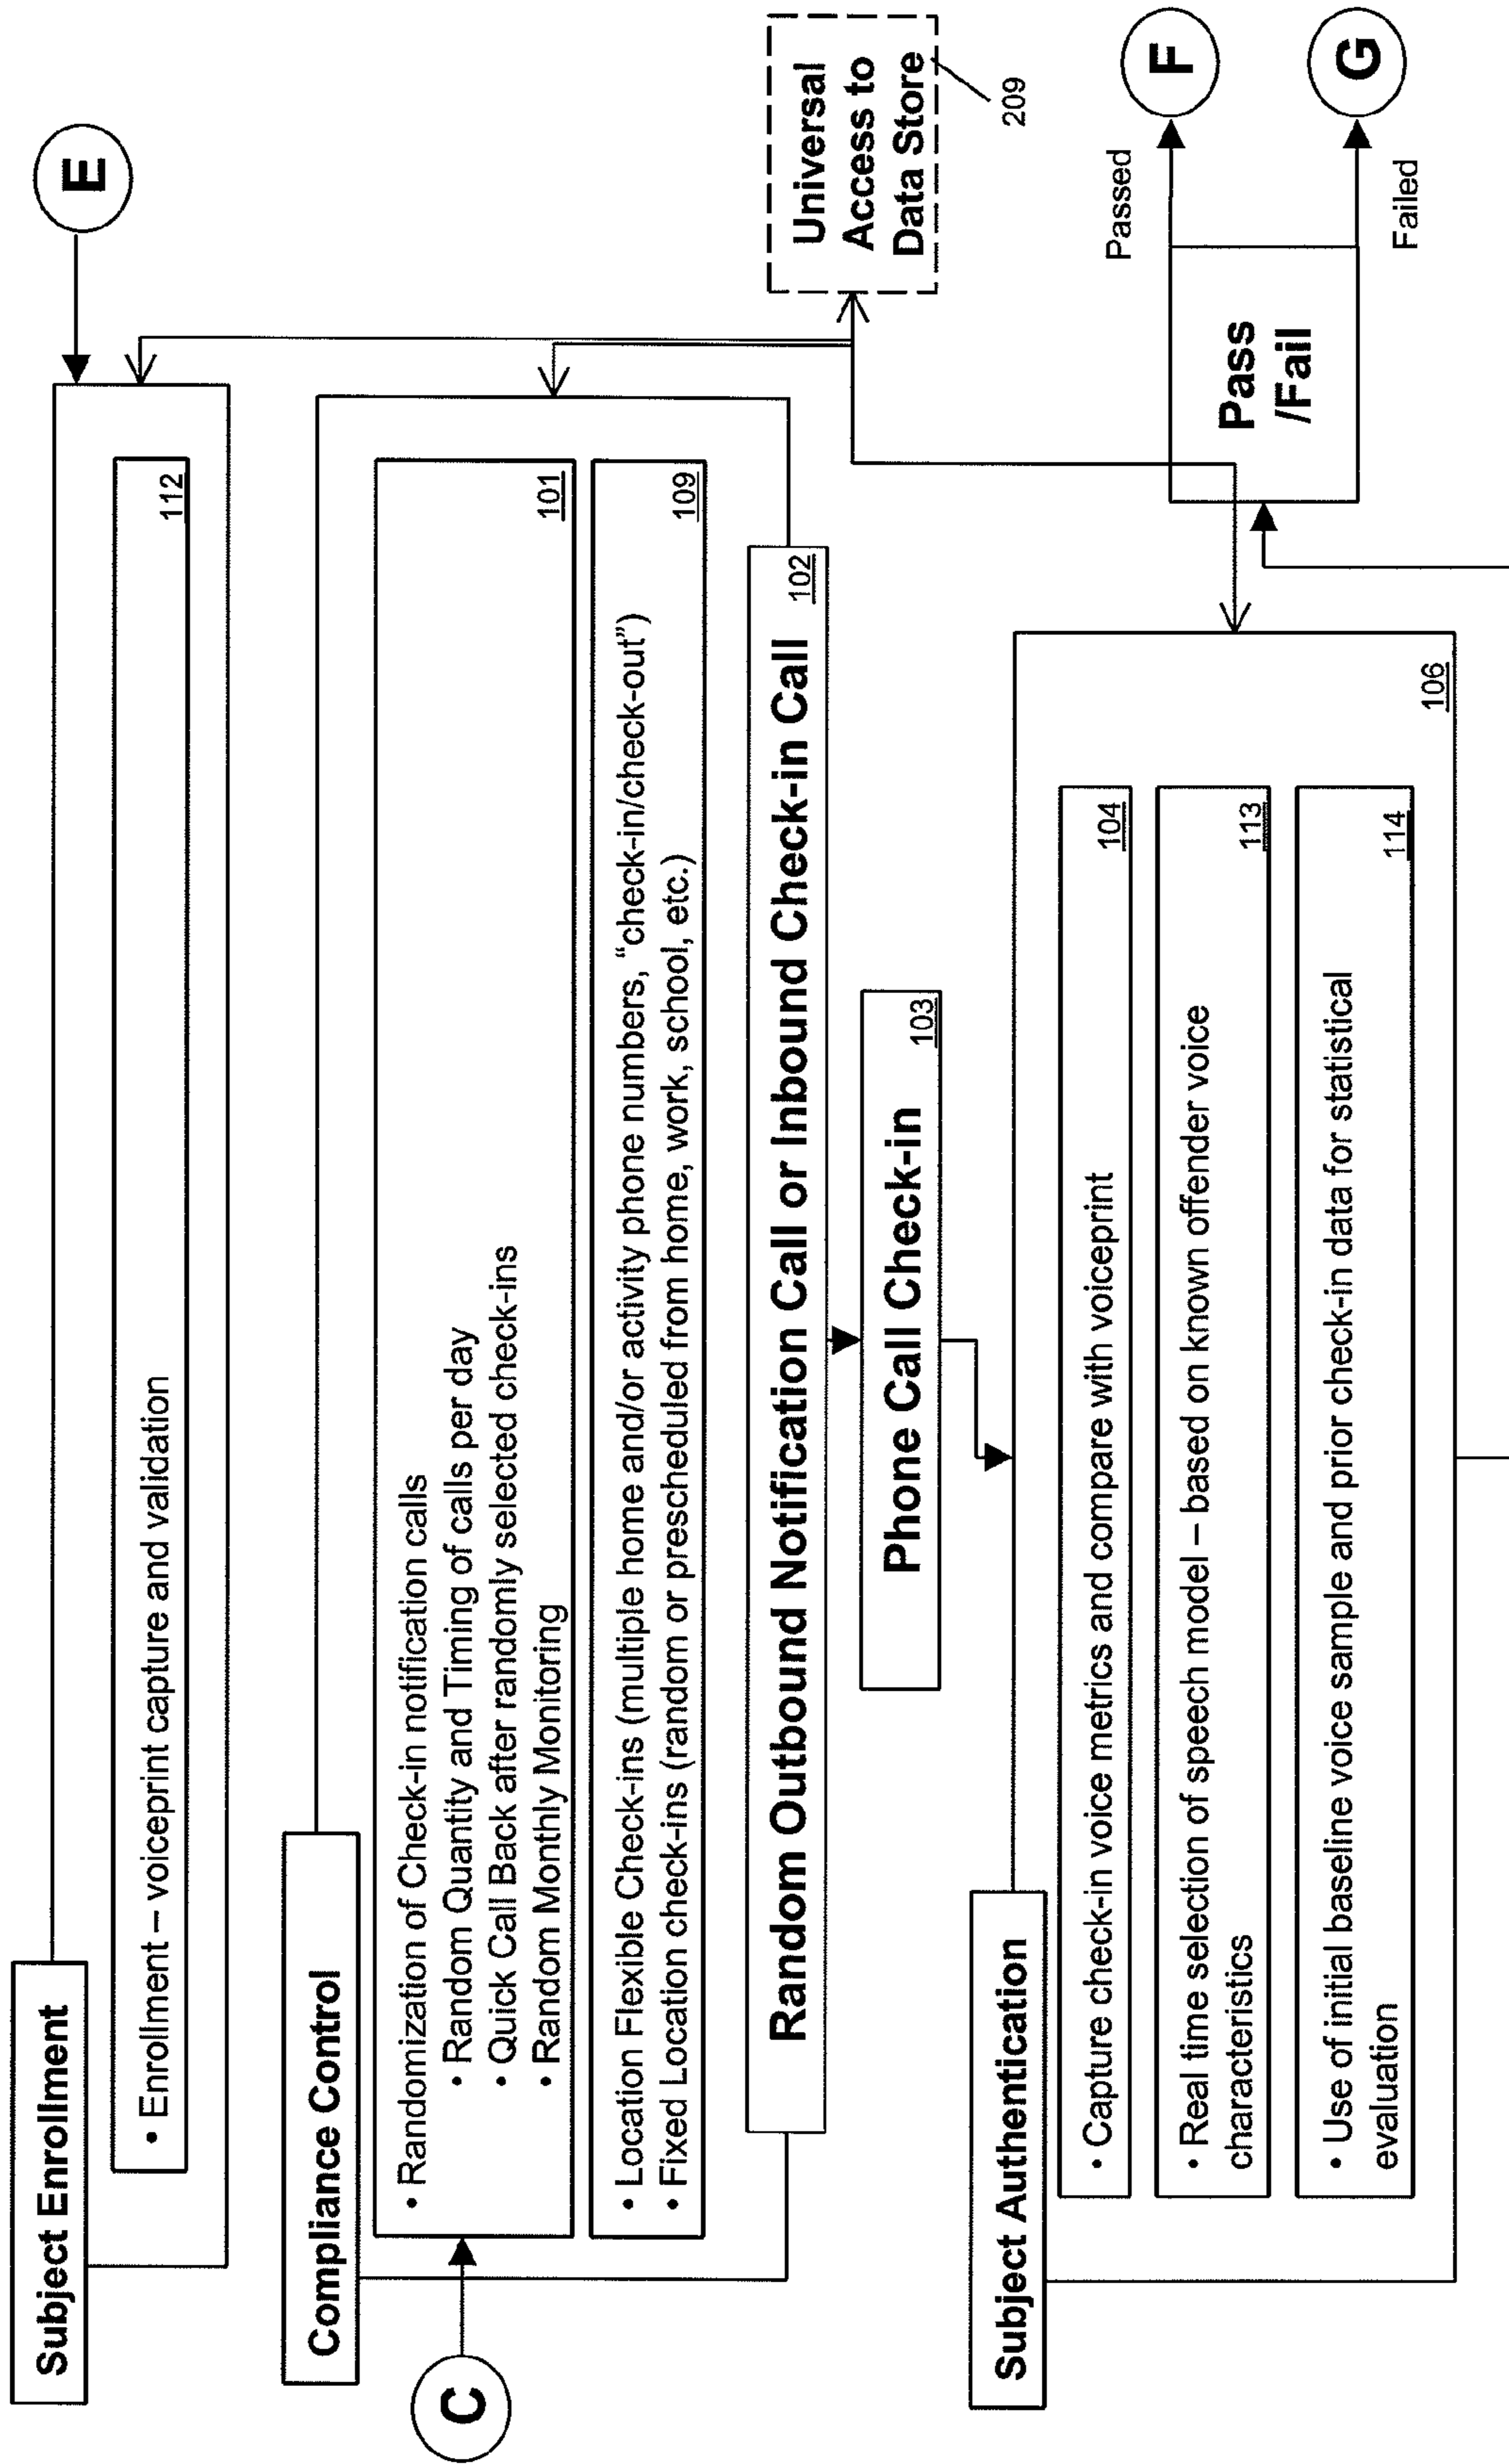 Subject Enrollment
E
• Enrollment – voiceprint capture and validation
112
Compliance Control
C
• Randomization of Check-in notification calls
• Random Quantity and Timing of calls per day
• Quick Call Back after randomly selected check-ins
• Random Monthly Monitoring
101
• Location Flexible Check-ins (multiple home and/or activity phone numbers, “check-in/check-out”)
• Fixed Location check-ins (random or prescheduled from home, work, school, etc.)
109
Random Outbound Notification Call or Inbound Check-in Call
102
Universal
Access to
Data Store
209
Phone Call Check-in
103
Subject Authentication
• Capture check-in voice metrics and compare with voiceprint
104
• Real time selection of speech model – based on known offender voice
characteristics
113
• Use of initial baseline voice sample and prior check-in data for statistical
evaluation
114
106
Pass
/Fail
Passed
F
Failed
G